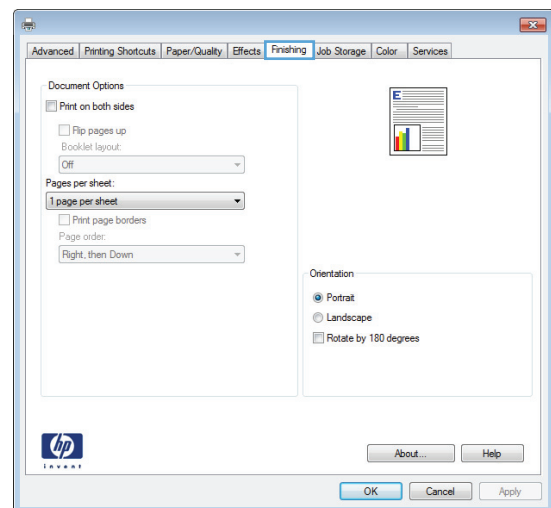 Advanced Printing Shortcuts Paper/Quality Effects Finishing Job Storage Color Services
Document Options
Print on both sides
Flip pages up
Booklet layout:
Off
Pages per sheet:
1 page per sheet
Print page borders
Page order:
Right, then Down
E
Orientation
Portrait
Landscape
Rotate by 180 degrees
hp
invent
About... Help
OK Cancel Apply